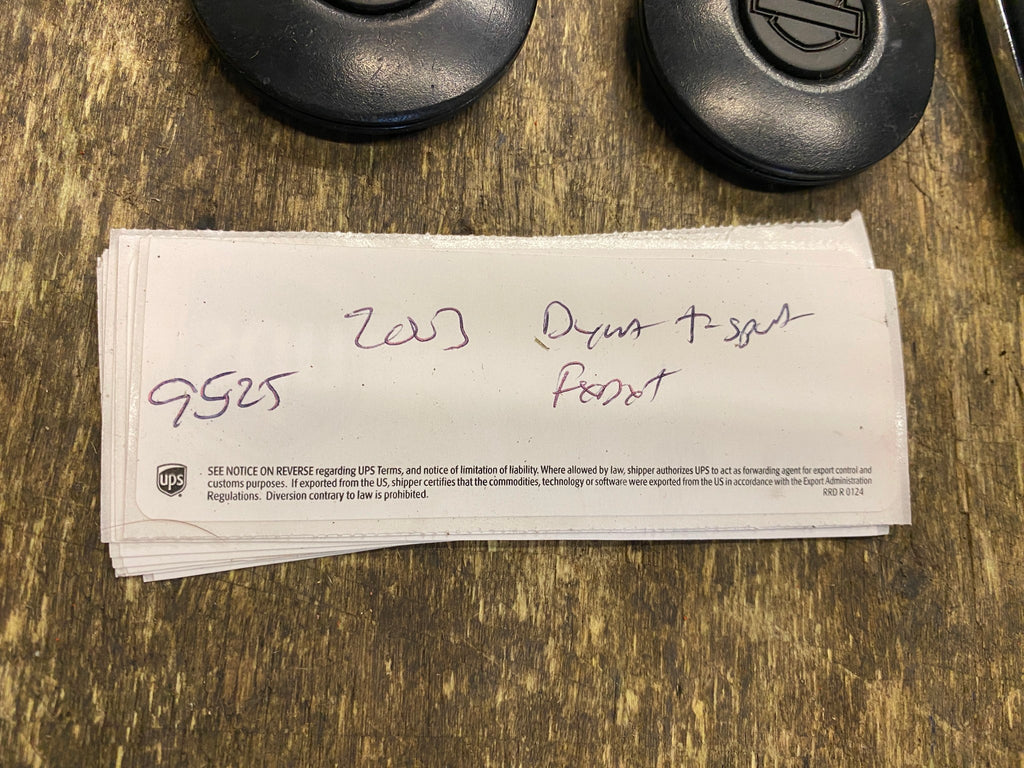 2003 Dyna
9525
ups
SEE NOTICE ON REVERSE regarding UPS Terms, and notice of limitation of liability. Where allowed by law, shipper authorizes UPS to act as forwarding agent for export control and
customs purposes. If exported from the US, shipper certifies that the commodities, technology or software were exported from the US in accordance with the Export Administration
Regulations. Diversion contrary to law is prohibited.
RRD R 0124